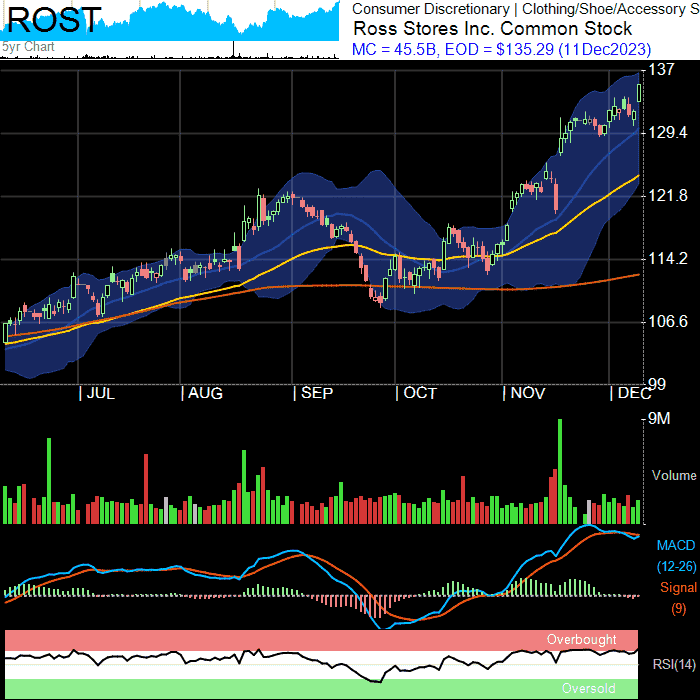 ROST
5yr Chart
Consumer Discretionary | Clothing/Shoe/Accessory S
Ross Stores Inc. Common Stock
MC = 45.5B, EOD = $135.29 (11Dec2023)
137
129.4
121.8
114.2
106.6
99
JUL
AUG
SEP
OCT
NOV
DEC
9M
Volume
MACD
(12-26)
Signal
(9)
Overbought
RSI(14)
Oversold